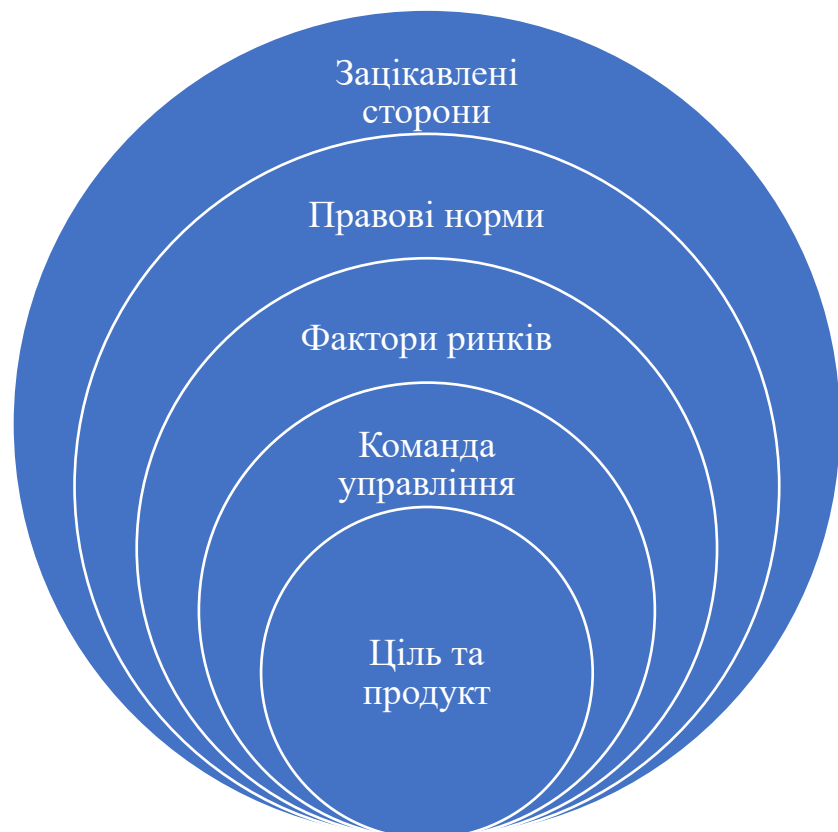 Зацікавлені
сторони
Правові норми
Фактори ринків
Команда
управління
Ціль та
продукт